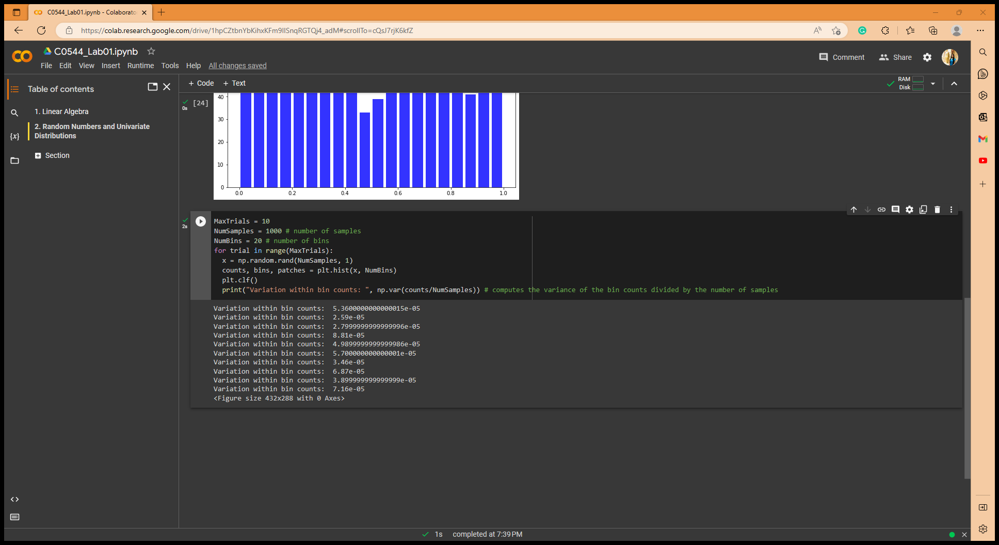 C0544_Lab01.ipynb - Colaborato
https://colab.research.google.com/drive/1hpCZtbnYbKihxKFm9lISnqRGTQj4_adM#scrollTo=cQsJ7rjK6kfZ
C0544_Lab01.ipynb
File Edit View Insert Runtime Tools Help All changes saved
Comment Share
Table of contents
1. Linear Algebra
2. Random Numbers and Univariate
Distributions
Section
+ Code + Text
RAM
Disk
0s
[24]
40
30
20
10
0
0.0 0.2 0.4 0.6 0.8 1.0
2s
MaxTrials = 10
NumSamples = 1000 # number of samples
NumBins = 20 # number of bins
for trial in range(MaxTrials):
x = np.random.rand(NumSamples, 1)
counts, bins, patches = plt.hist(x, NumBins)
plt.clf()
print("Variation within bin counts: ", np.var(counts/NumSamples)) # computes the variance of the bin counts divided by the number of samples
Variation within bin counts:  5.3600000000000015e-05
Variation within bin counts:  2.59e-05
Variation within bin counts:  2.7999999999999996e-05
Variation within bin counts:  8.81e-05
Variation within bin counts:  4.9899999999999986e-05
Variation within bin counts:  5.700000000000001e-05
Variation within bin counts:  3.46e-05
Variation within bin counts:  6.87e-05
Variation within bin counts:  3.899999999999999e-05
Variation within bin counts:  7.16e-05
<Figure size 432x288 with 0 Axes>
1s completed at 7:39 PM